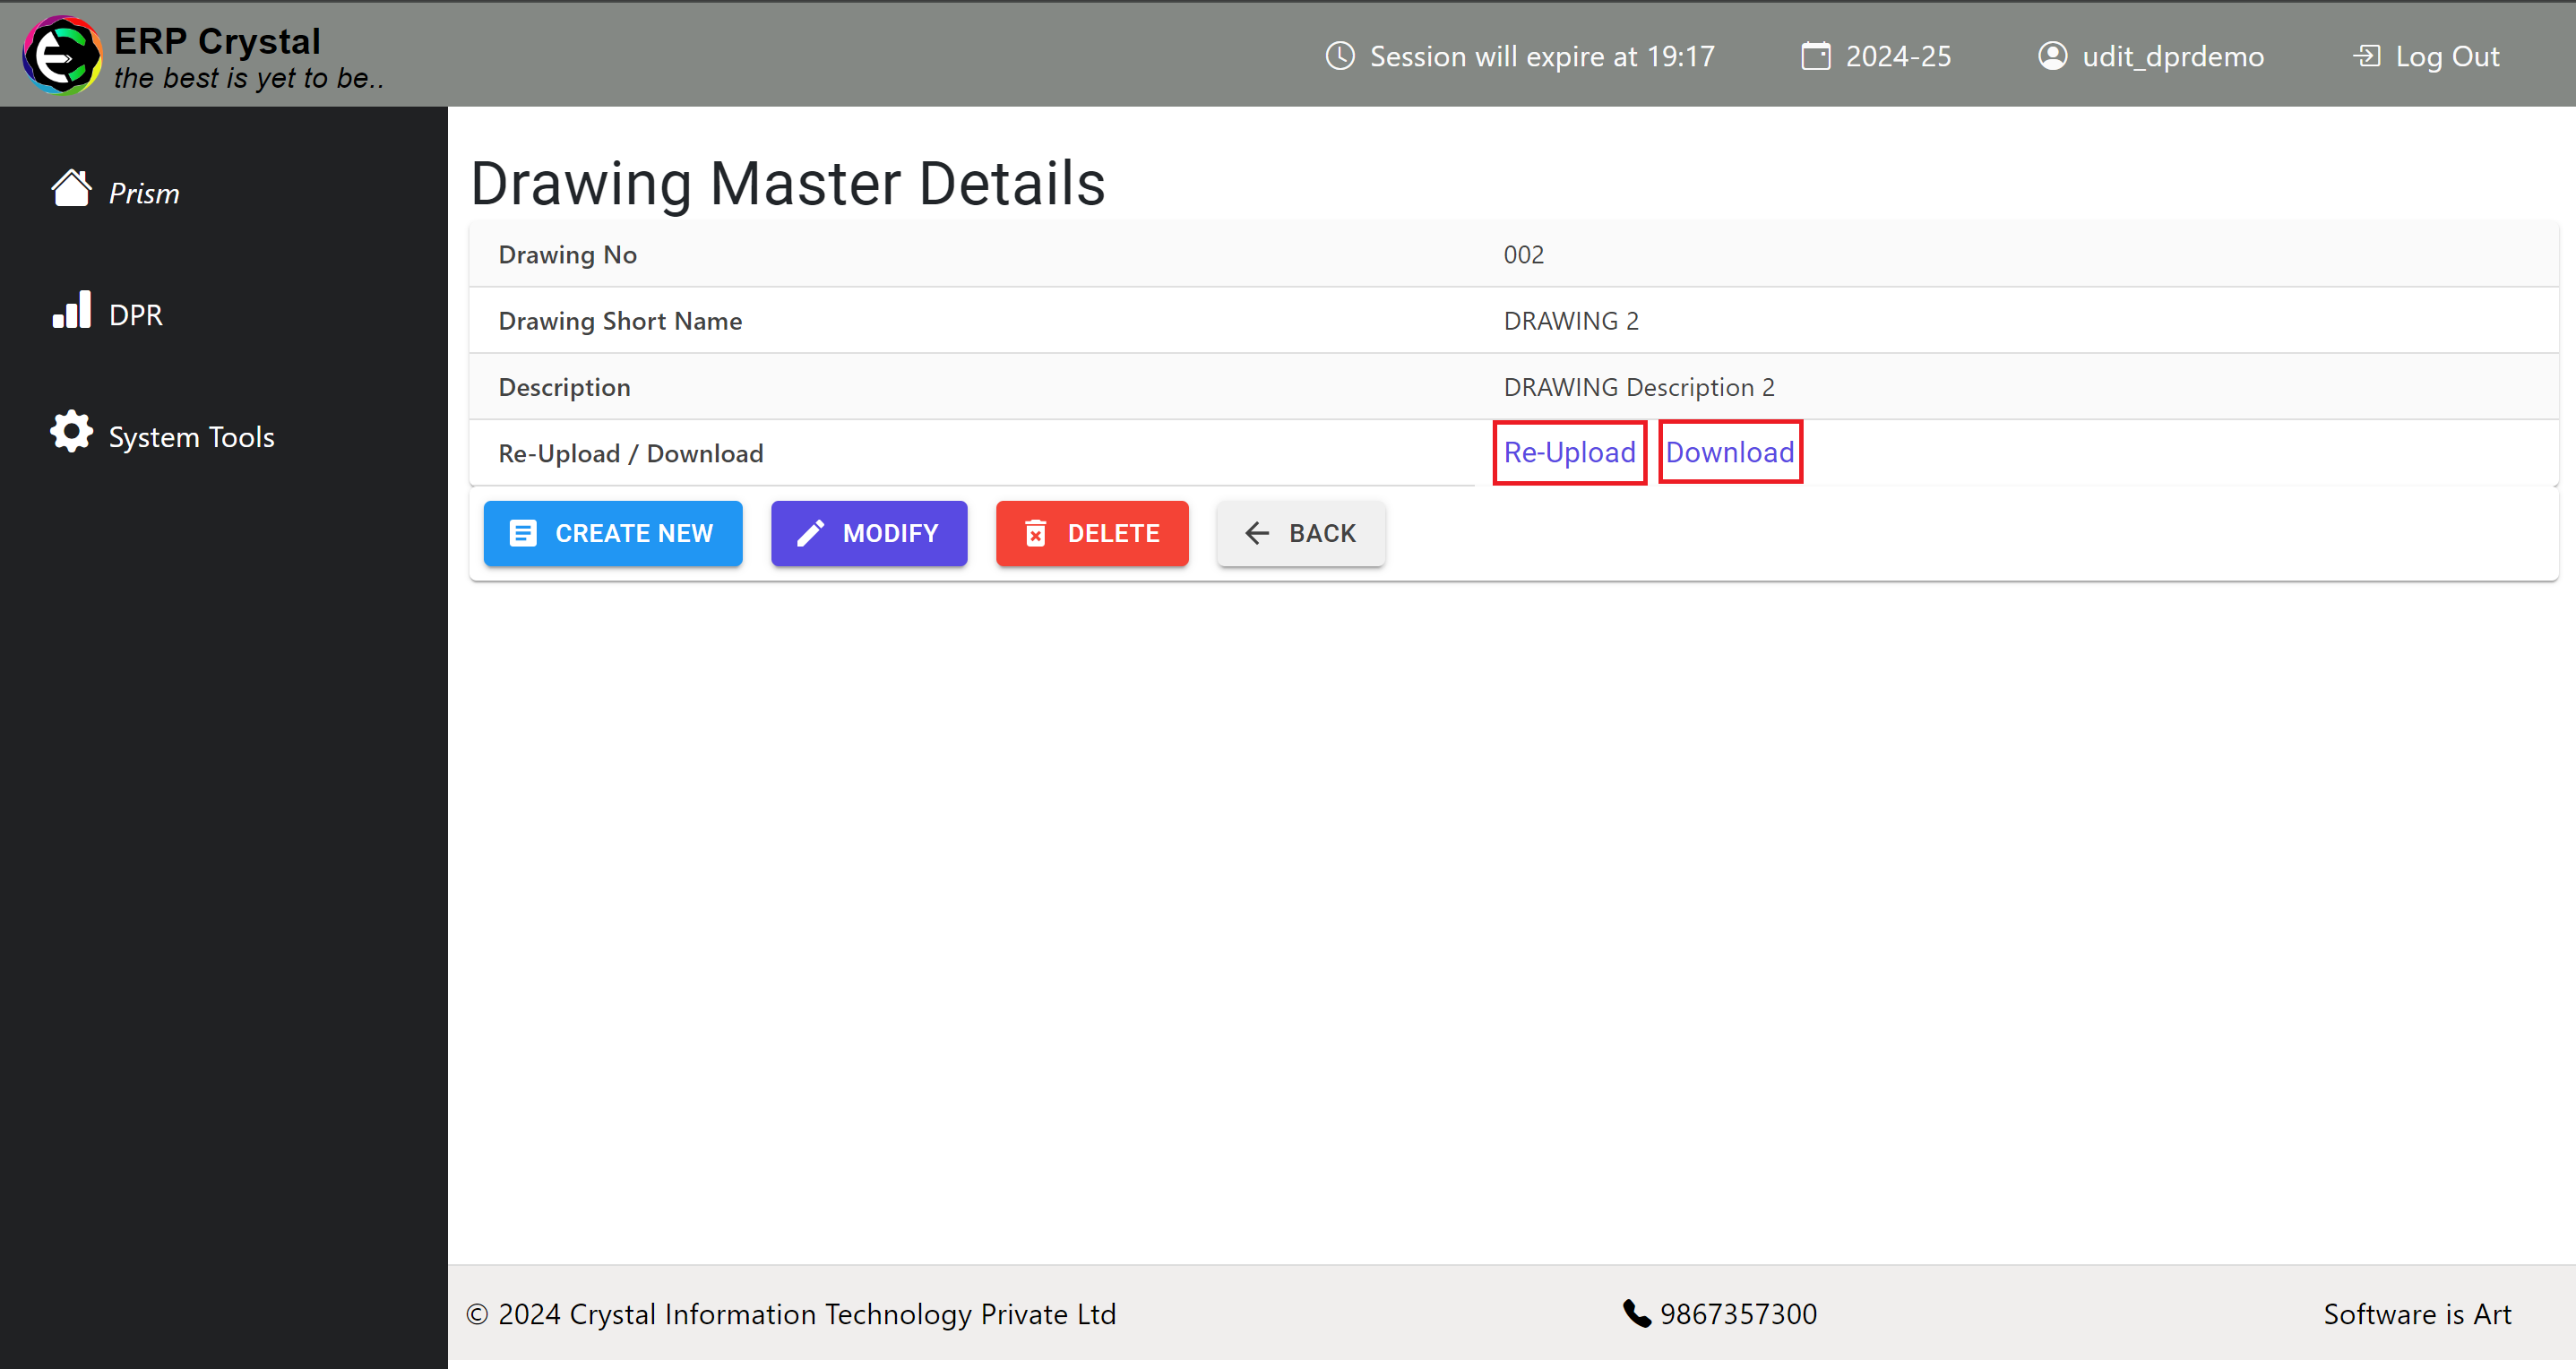 ERP Crystal
the best is yet to be..
Session will expire at 19:17
2024-25
udit_dprdemo
Log Out
Prism
DPR
System Tools
Drawing Master Details
Drawing No 002
Drawing Short Name DRAWING 2
Description DRAWING Description 2
Re-Upload / Download Re-Upload Download
CREATE NEW MODIFY DELETE BACK
© 2024 Crystal Information Technology Private Ltd
9867357300
Software is Art